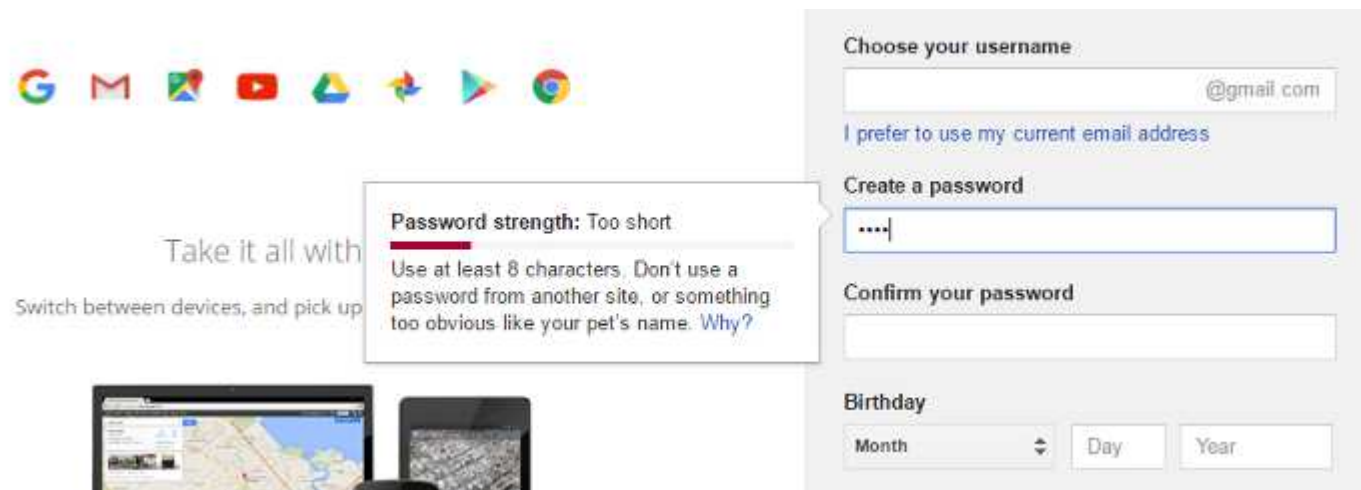 Choose your username
@gmail.com
I prefer to use my current email address
Create a password
••••
Password strength: Too short
Use at least 8 characters. Don't use a
password from another site, or something
too obvious like your pet's name. Why?
Take it all with
Switch between devices, and pick up
Confirm your password
Birthday
Month
Day
Year